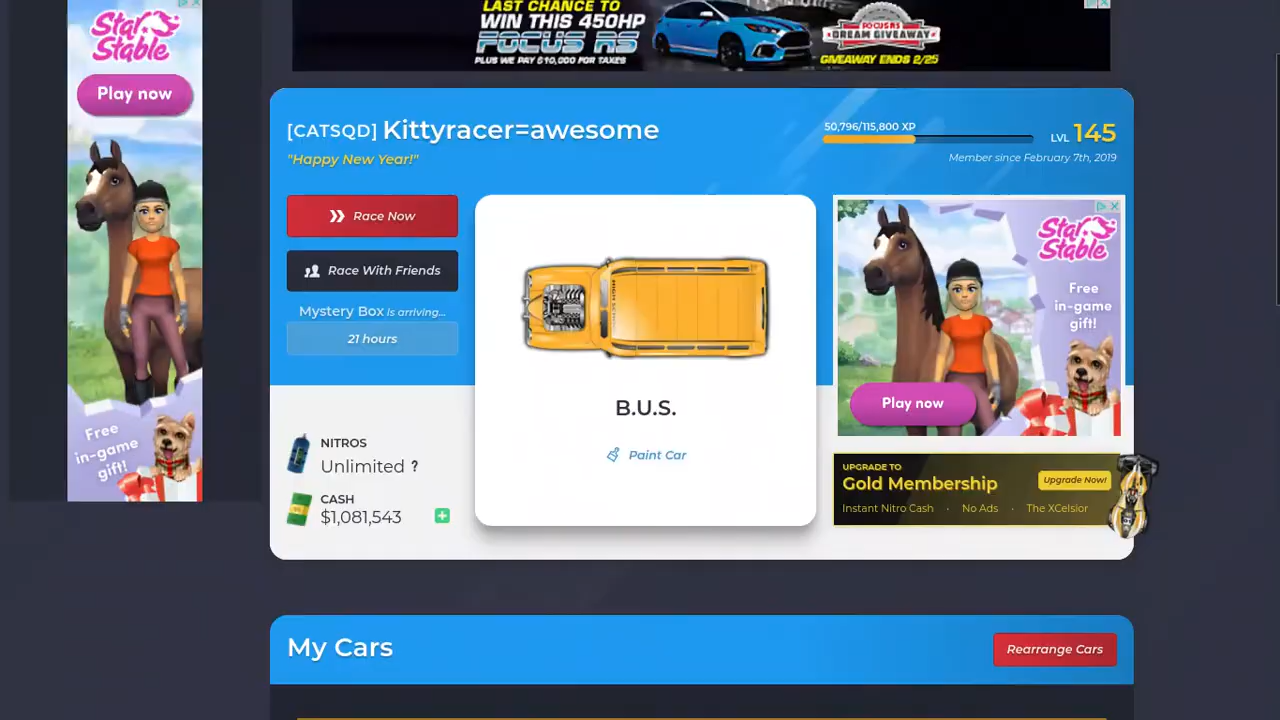 Star
Stable
Play now
Free
in-game
gift!
LAST CHANCE TO
WIN THIS 450HP
FOCUS RS
PLUS WE PAY $10,000 FOR TAXES
FOCUS RS
DREAM GIVEAWAY
GIVEAWAY ENDS 2/25
[CATSQD] Kittyracer=awesome
"Happy New Year!"
50,796/115,800 XP
LVL 145
Member since February 7th, 2019
Race Now
Race With Friends
Mystery Box is arriving...
21 hours
NITROS
Unlimited ?
CASH
$1,081,543
B.U.S.
Paint Car
Star
Stable
Free
in-game
gift!
Play now
UPGRADE TO
Gold Membership
Upgrade Now!
Instant Nitro Cash · No Ads · The XCelsior
My Cars
Rearrange Cars